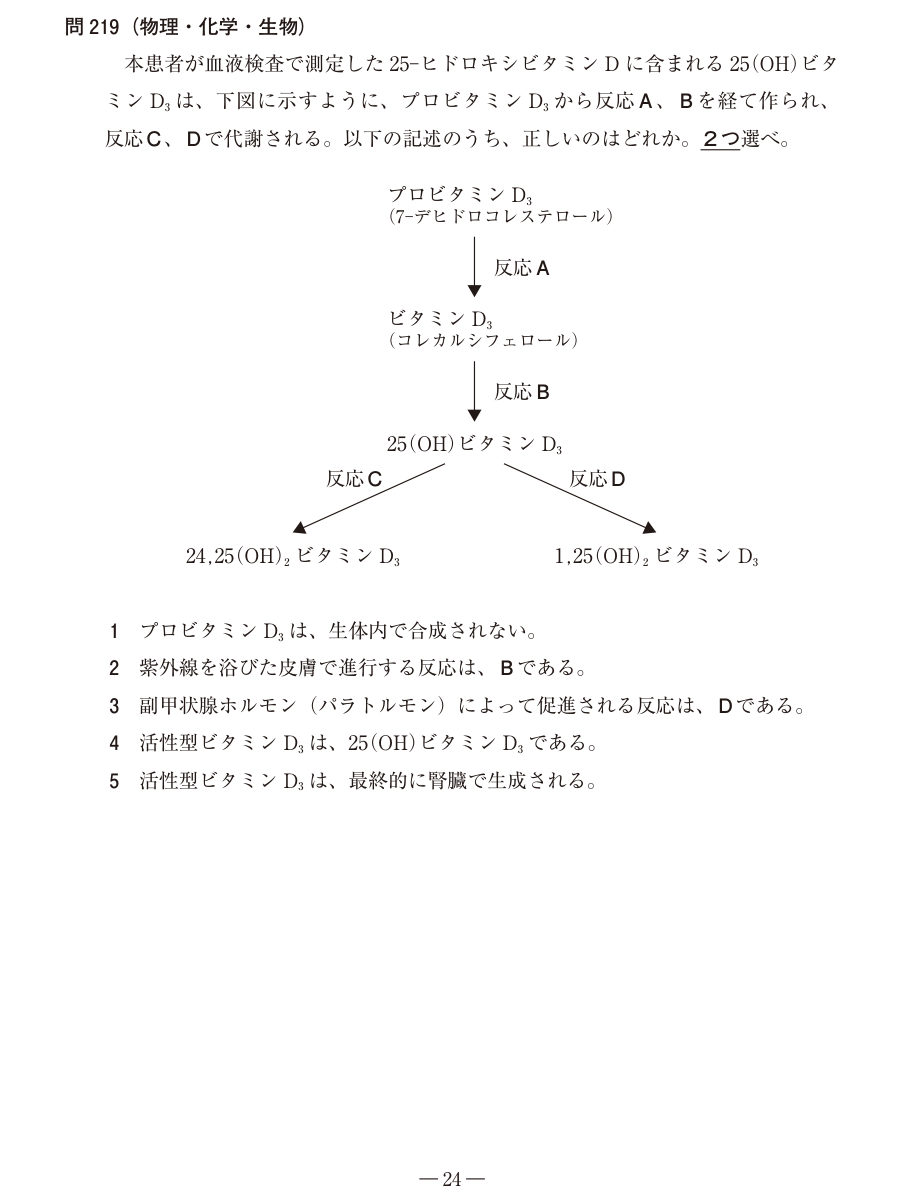 問 219（物理・化学・生物）
本患者が血液検査で測定した 25-ヒドロキシビタミン D に含まれる 25(OH)ビタ
ミン D₃ は、下図に示すように、プロビタミン D₃ から反応A、Bを経て作られ、
反応C、Dで代謝される。以下の記述のうち、正しいのはどれか。２つ選べ。
プロビタミン D₃
（7-デヒドロコレステロール）
反応 A
ビタミン D₃
（コレカルシフェロール）
反応 B
25(OH)ビタミン D₃
反応 C
反応 D
24,25(OH)₂ ビタミン D₃
1,25(OH)₂ ビタミン D₃
1 プロビタミン D₃ は、生体内で合成されない。
2 紫外線を浴びた皮膚で進行する反応は、Bである。
3 副甲状腺ホルモン（パラトルモン）によって促進される反応は、Dである。
4 活性型ビタミン D₃ は、25(OH)ビタミン D₃ である。
5 活性型ビタミン D₃ は、最終的に腎臓で生成される。
― 24 ―